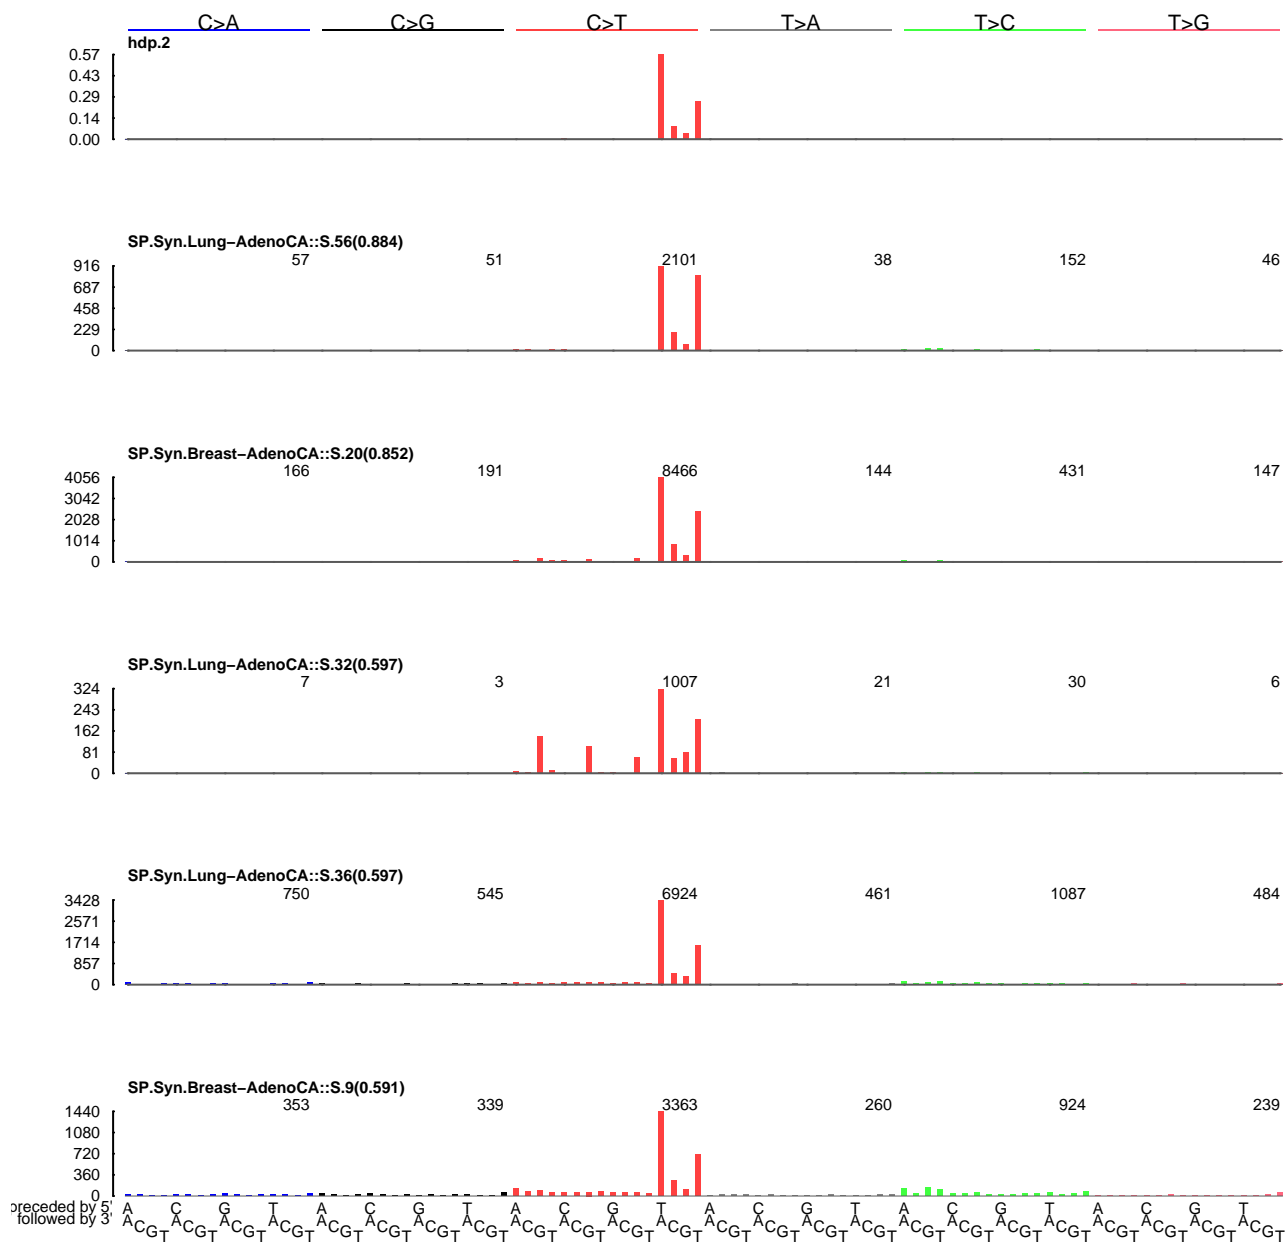 C>A C>G C>T T>A T>C T>G
hdp.2
0.57
0.43
0.29
0.14
0.00
SP.Syn.Lung−AdenoCA::S.56(0.884)
57 51 2101 38 152 46
916
687
458
229
0
SP.Syn.Breast−AdenoCA::S.20(0.852)
166 191 8466 144 431 147
4056
3042
2028
1014
0
SP.Syn.Lung−AdenoCA::S.32(0.597)
7 3 1007 21 30 6
324
243
162
81
0
SP.Syn.Lung−AdenoCA::S.36(0.597)
750 545 6924 461 1087 484
3428
2571
1714
857
0
SP.Syn.Breast−AdenoCA::S.9(0.591)
353 339 3363 260 924 239
1440
1080
720
360
0
preceded by 5' A C G T A C G T A C G T A C G T A C G T A C G T
followed by 3' A C G T A C G T A C G T A C G T A C G T A C G T A C G T A C G T A C G T A C G T A C G T A C G T A C G T A C G T A C G T A C G T A C G T A C G T A C G T A C G T A C G T A C G T A C G T A C G T